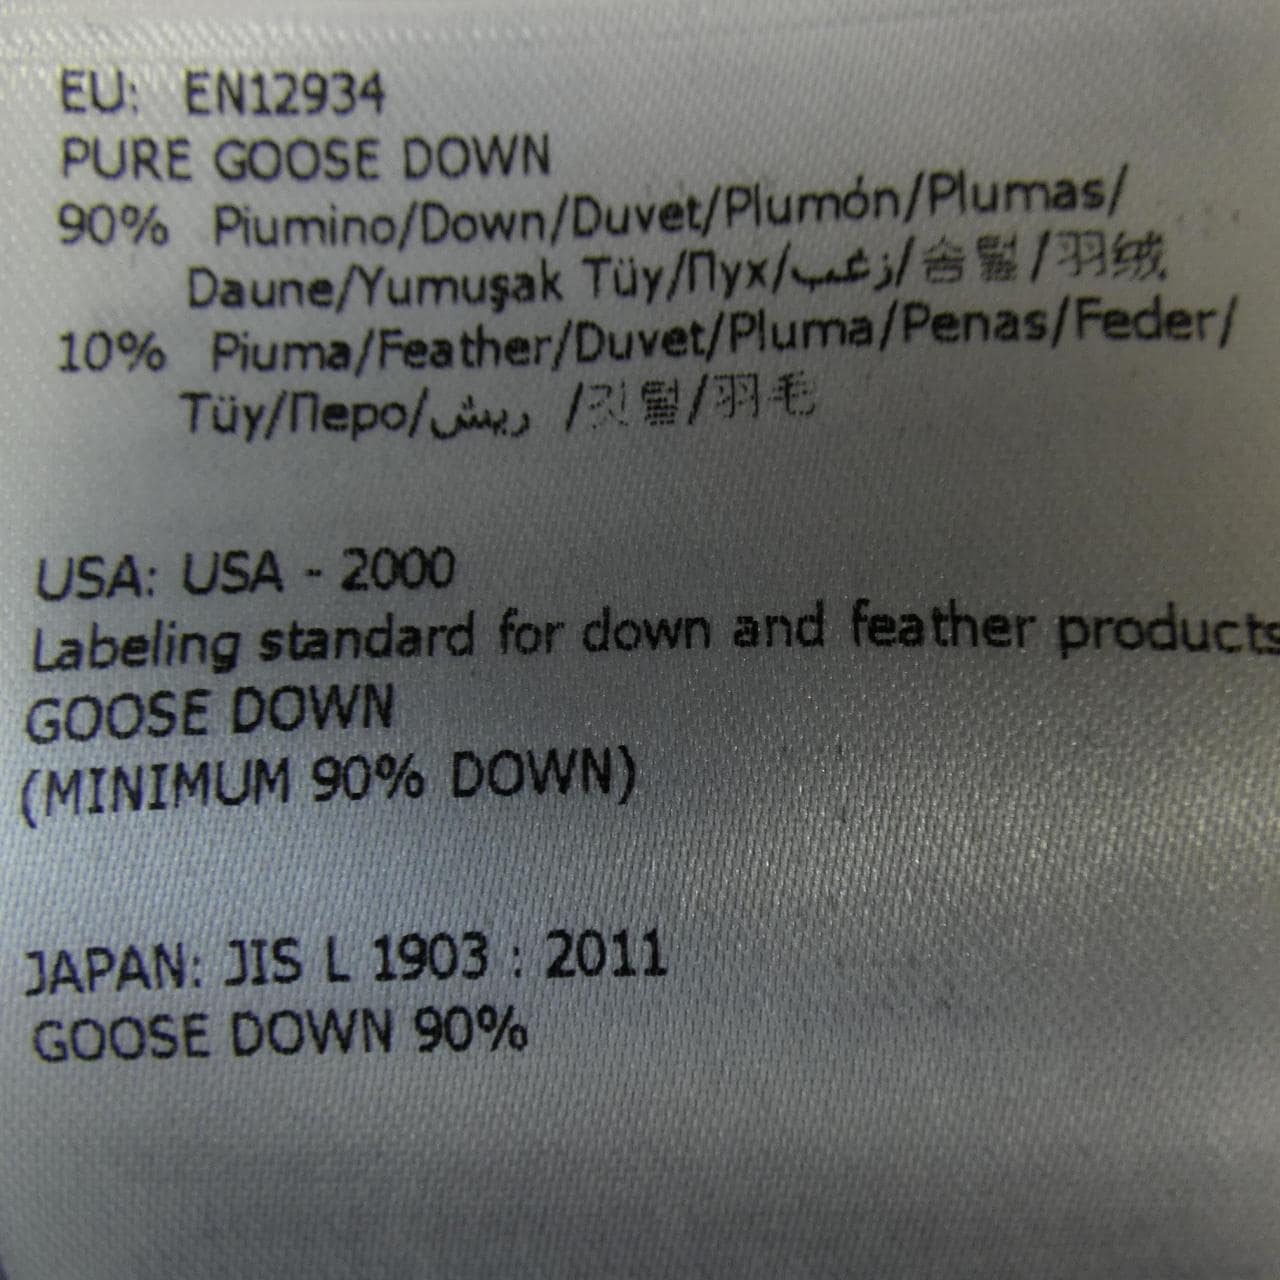 EU: EN12934
PURE GOOSE DOWN
90% Piumino/Down/Duvet/Plumón/Plumas/
Daune/Yumuşak Tüy/Пух/زغب/솜털/羽绒
10% Piuma/Feather/Duvet/Pluma/Penas/Feder/
Tüy/Перо/ريش /깃털/羽毛
USA: USA - 2000
Labeling standard for down and feather products
GOOSE DOWN
(MINIMUM 90% DOWN)
JAPAN: JIS L 1903 : 2011
GOOSE DOWN 90%